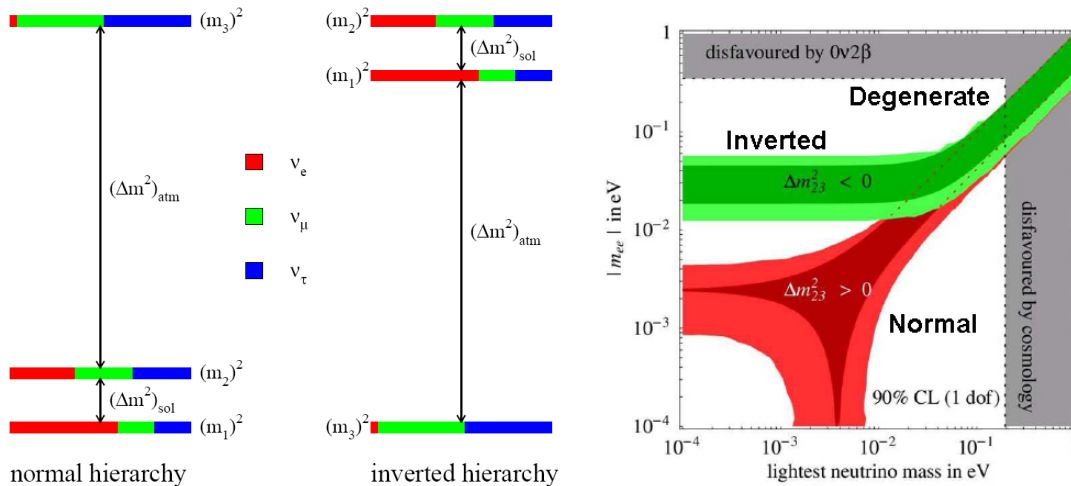 (m₃)²
(Δm²)atm
(m₂)²
(Δm²)sol
(m₁)²
normal hierarchy
νe
νμ
ντ
(m₂)²
(Δm²)sol
(m₁)²
(Δm²)atm
(m₃)²
inverted hierarchy
| mee | in eV
1
10⁻¹
10⁻²
10⁻³
10⁻⁴
disfavoured by 0ν2β
Degenerate
Inverted
Δm²23 < 0
Δm²23 > 0
Normal
disfavoured by cosmology
90% CL (1 dof)
10⁻⁴ 10⁻³ 10⁻² 10⁻¹ 1
lightest neutrino mass in eV